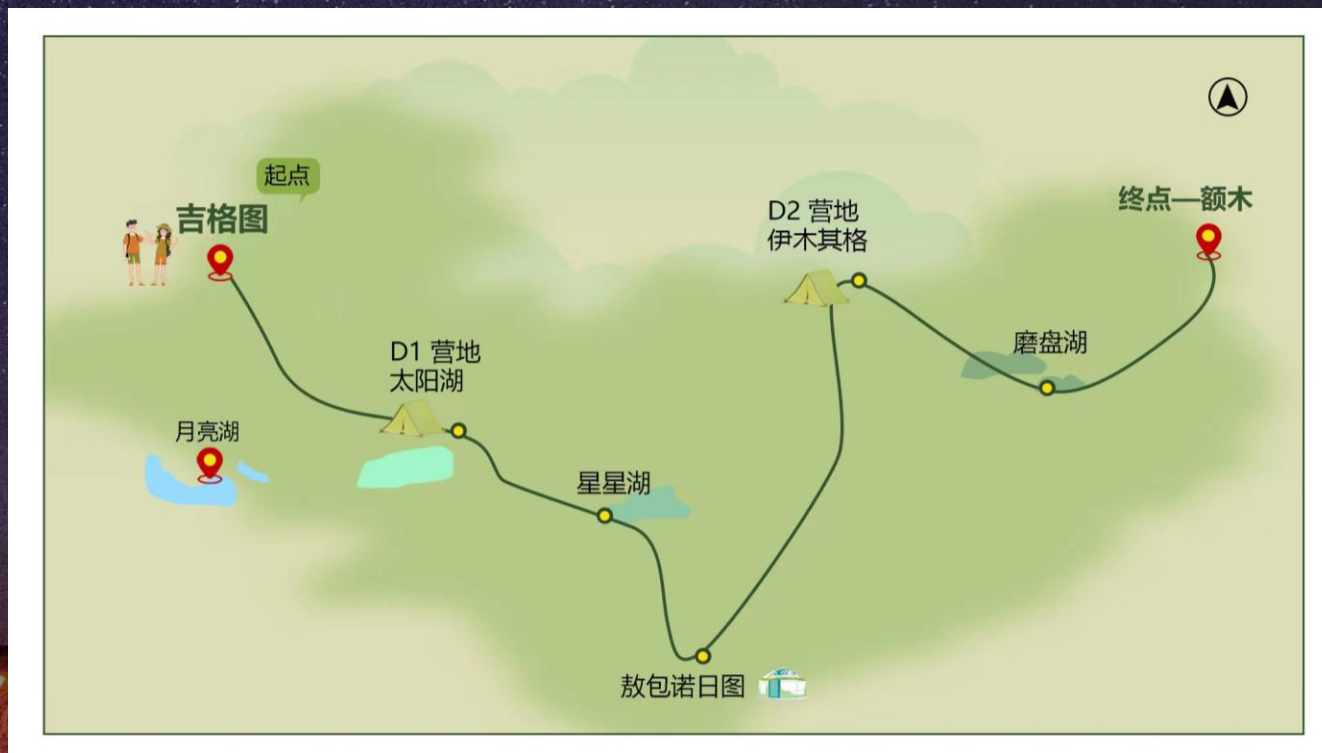 起点
吉格图
D1 营地
太阳湖
月亮湖
星星湖
敖包诺日图
D2 营地
伊木其格
磨盘湖
终点—额木